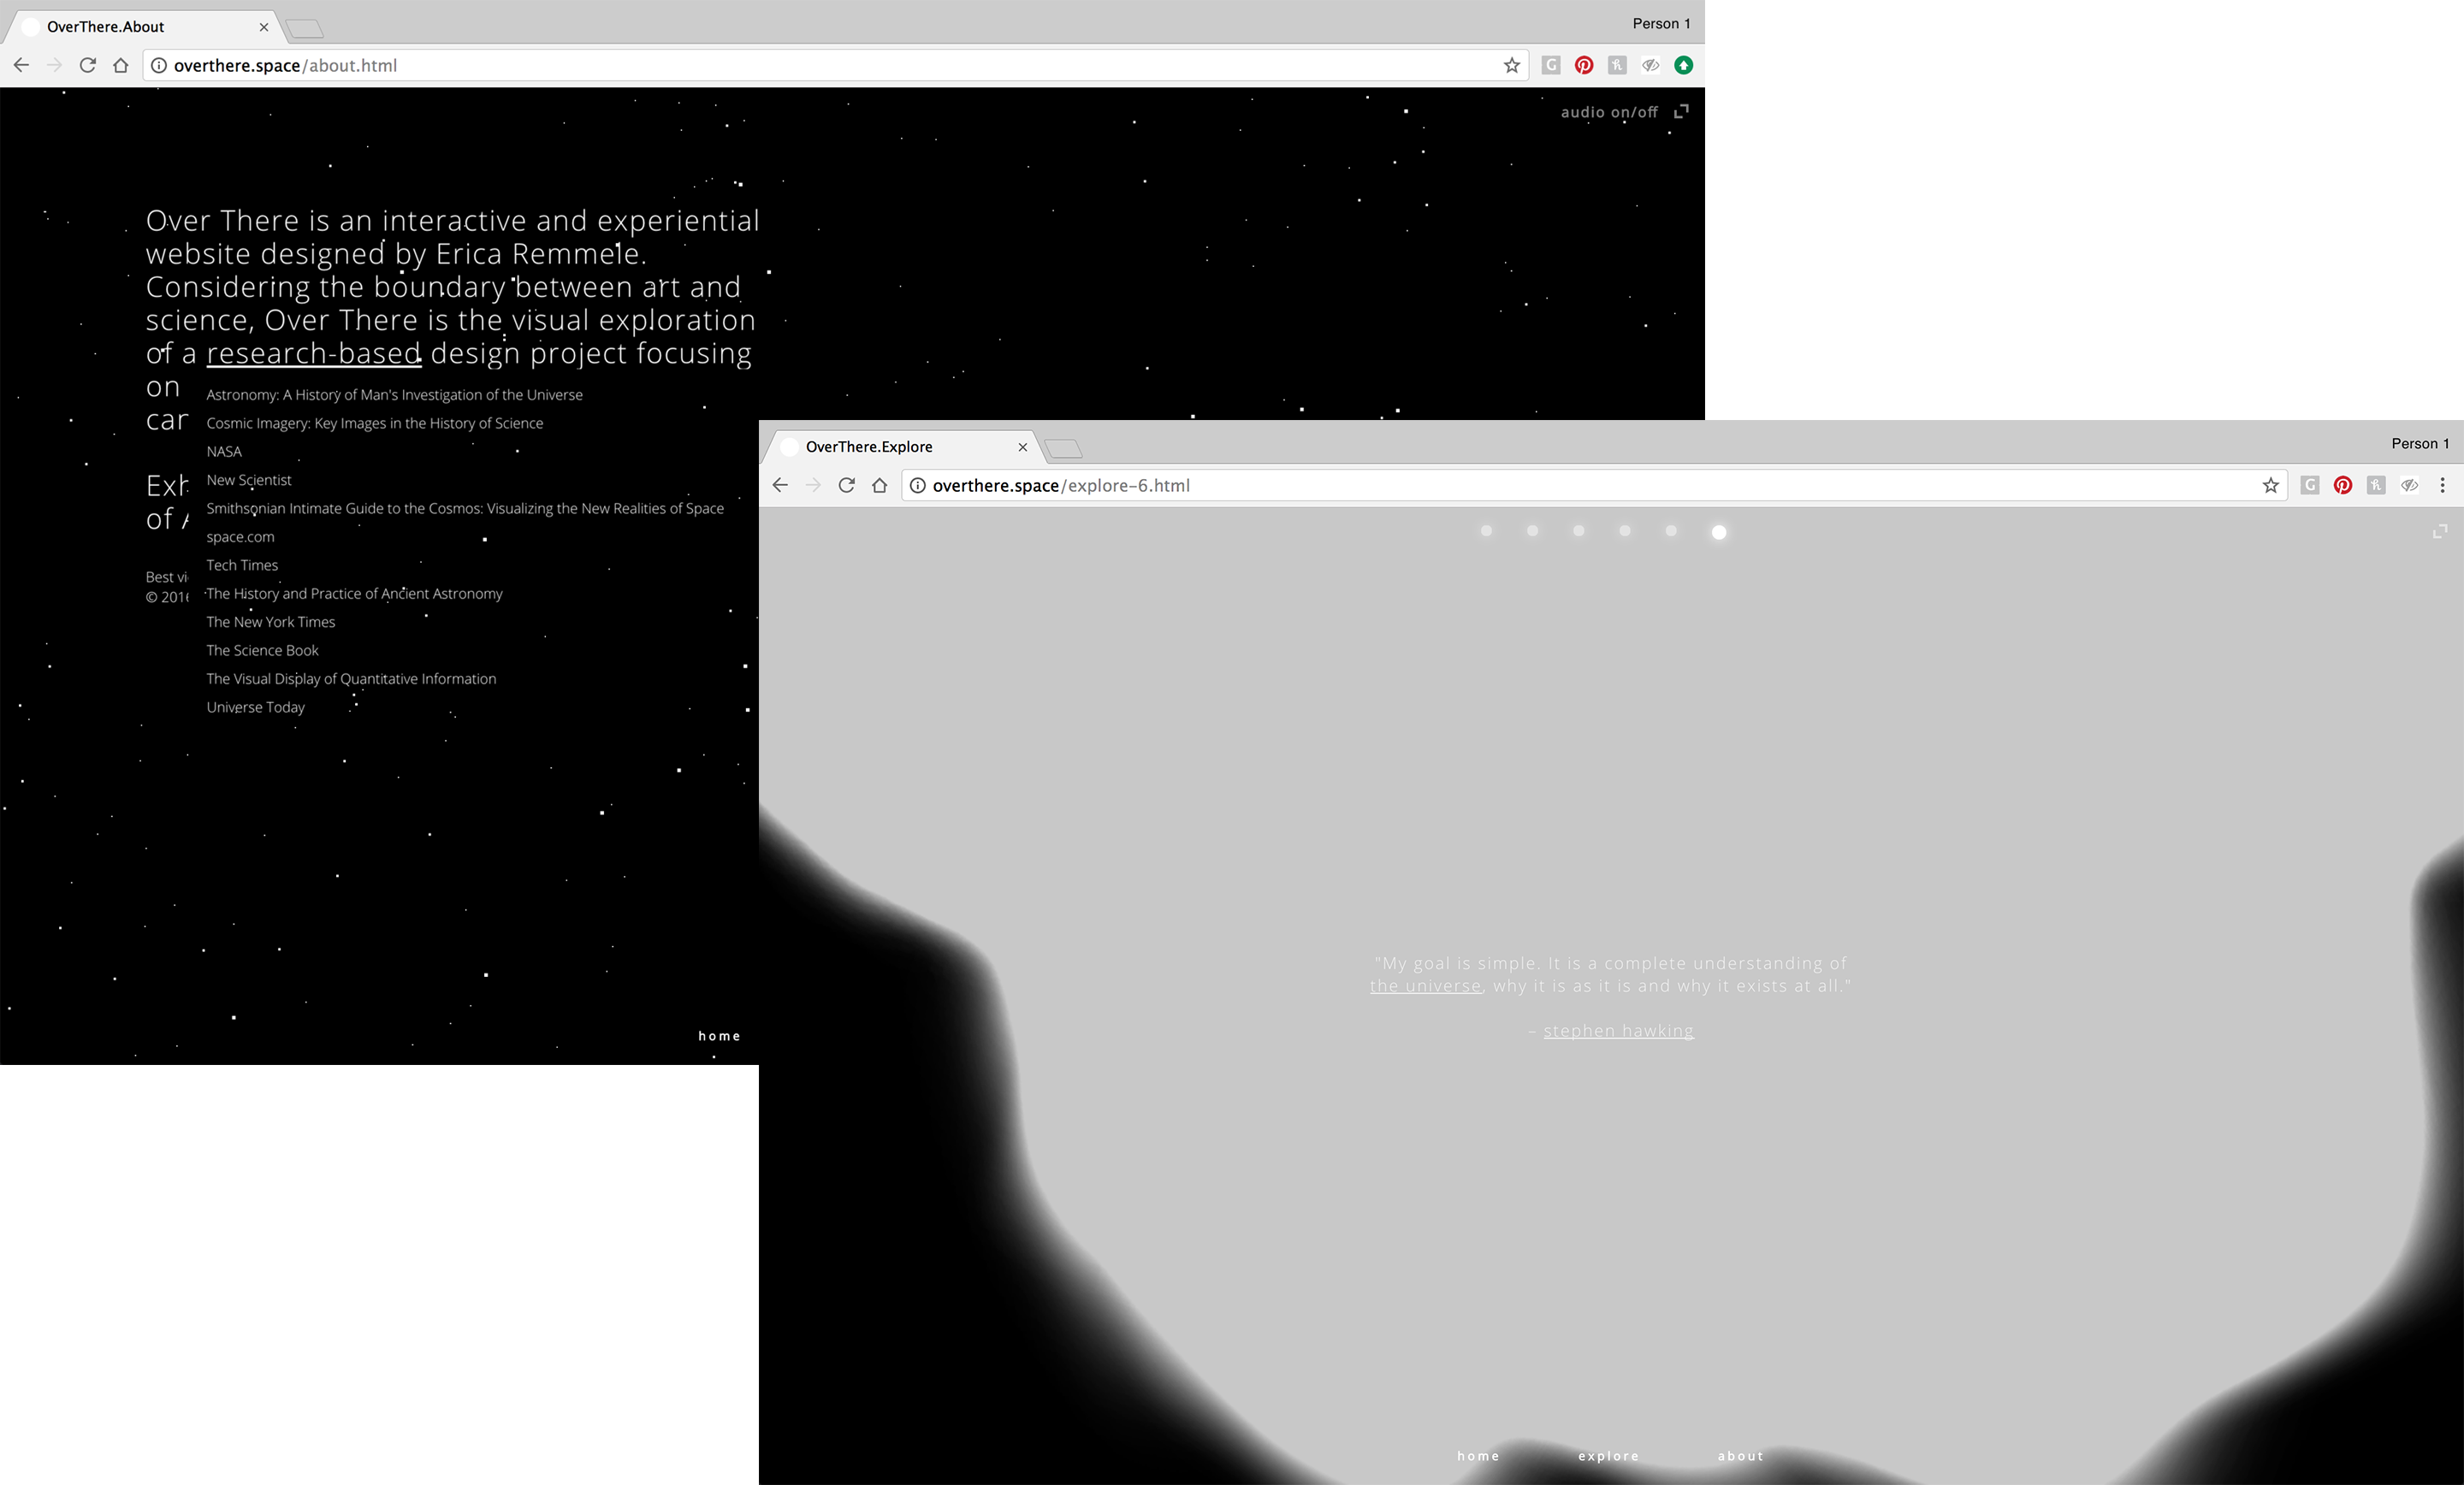 OverThere.About
Person 1
overthere.space/about.html
audio on/off
Over There is an interactive and experiential
website designed by Erica Remmele.
Considering the boundary between art and
science, Over There is the visual exploration
of a research-based design project focusing
on
Astronomy: A History of Man's Investigation of the Universe
Cosmic Imagery: Key Images in the History of Science
NASA
New Scientist
Smithsonian Intimate Guide to the Cosmos: Visualizing the New Realities of Space
of
space.com
Tech Times
Best
© 2016
The History and Practice of Ancient Astronomy
The New York Times
The Science Book
The Visual Display of Quantitative Information
Universe Today
home
OverThere.Explore
Person 1
overthere.space/explore-6.html
"My goal is simple. It is a complete understanding of
the universe, why it is as it is and why it exists at all."
– stephen hawking
home explore about